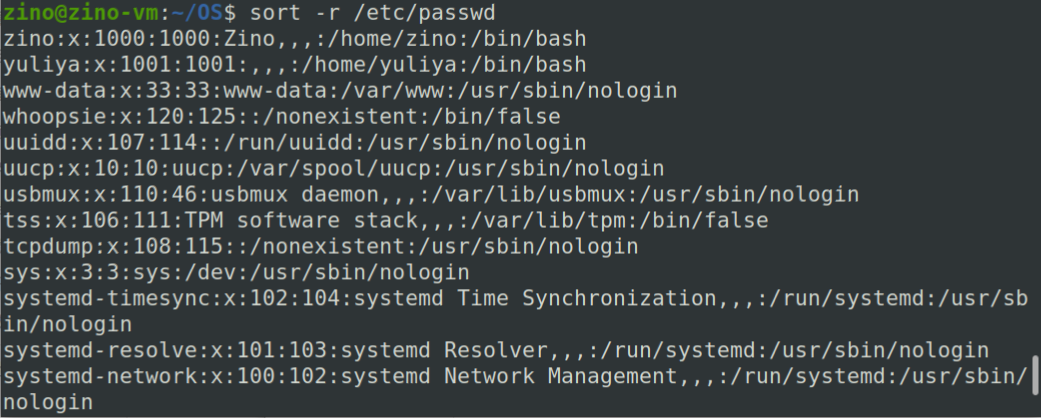 zino@zino-vm:~/OS$ sort -r /etc/passwd
zino:x:1000:1000:Zino,,,:/home/zino:/bin/bash
yuliya:x:1001:1001:,,,:/home/yuliya:/bin/bash
www-data:x:33:33:www-data:/var/www:/usr/sbin/nologin
whoopsie:x:120:125::/nonexistent:/bin/false
uuidd:x:107:114::/run/uuidd:/usr/sbin/nologin
uucp:x:10:10:uucp:/var/spool/uucp:/usr/sbin/nologin
usbmux:x:110:46:usbmux daemon,,,:/var/lib/usbmux:/usr/sbin/nologin
tss:x:106:111:TPM software stack,,,:/var/lib/tpm:/bin/false
tcpdump:x:108:115::/nonexistent:/usr/sbin/nologin
sys:x:3:3:sys:/dev:/usr/sbin/nologin
systemd-timesync:x:102:104:systemd Time Synchronization,,,:/run/systemd:/usr/sb
in/nologin
systemd-resolve:x:101:103:systemd Resolver,,,:/run/systemd:/usr/sbin/nologin
systemd-network:x:100:102:systemd Network Management,,,:/run/systemd:/usr/sbin/
nologin